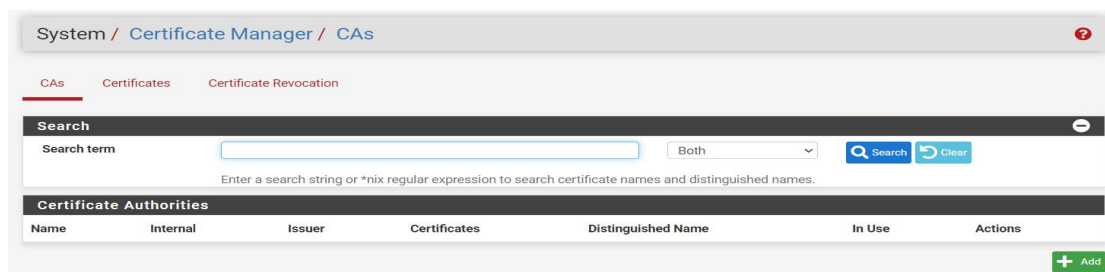 System / Certificate Manager / CAs
CAs Certificates Certificate Revocation
Search
Search term Both Search Clear
Enter a search string or *nix regular expression to search certificate names and distinguished names.
Certificate Authorities
Name Internal Issuer Certificates Distinguished Name In Use Actions
Add